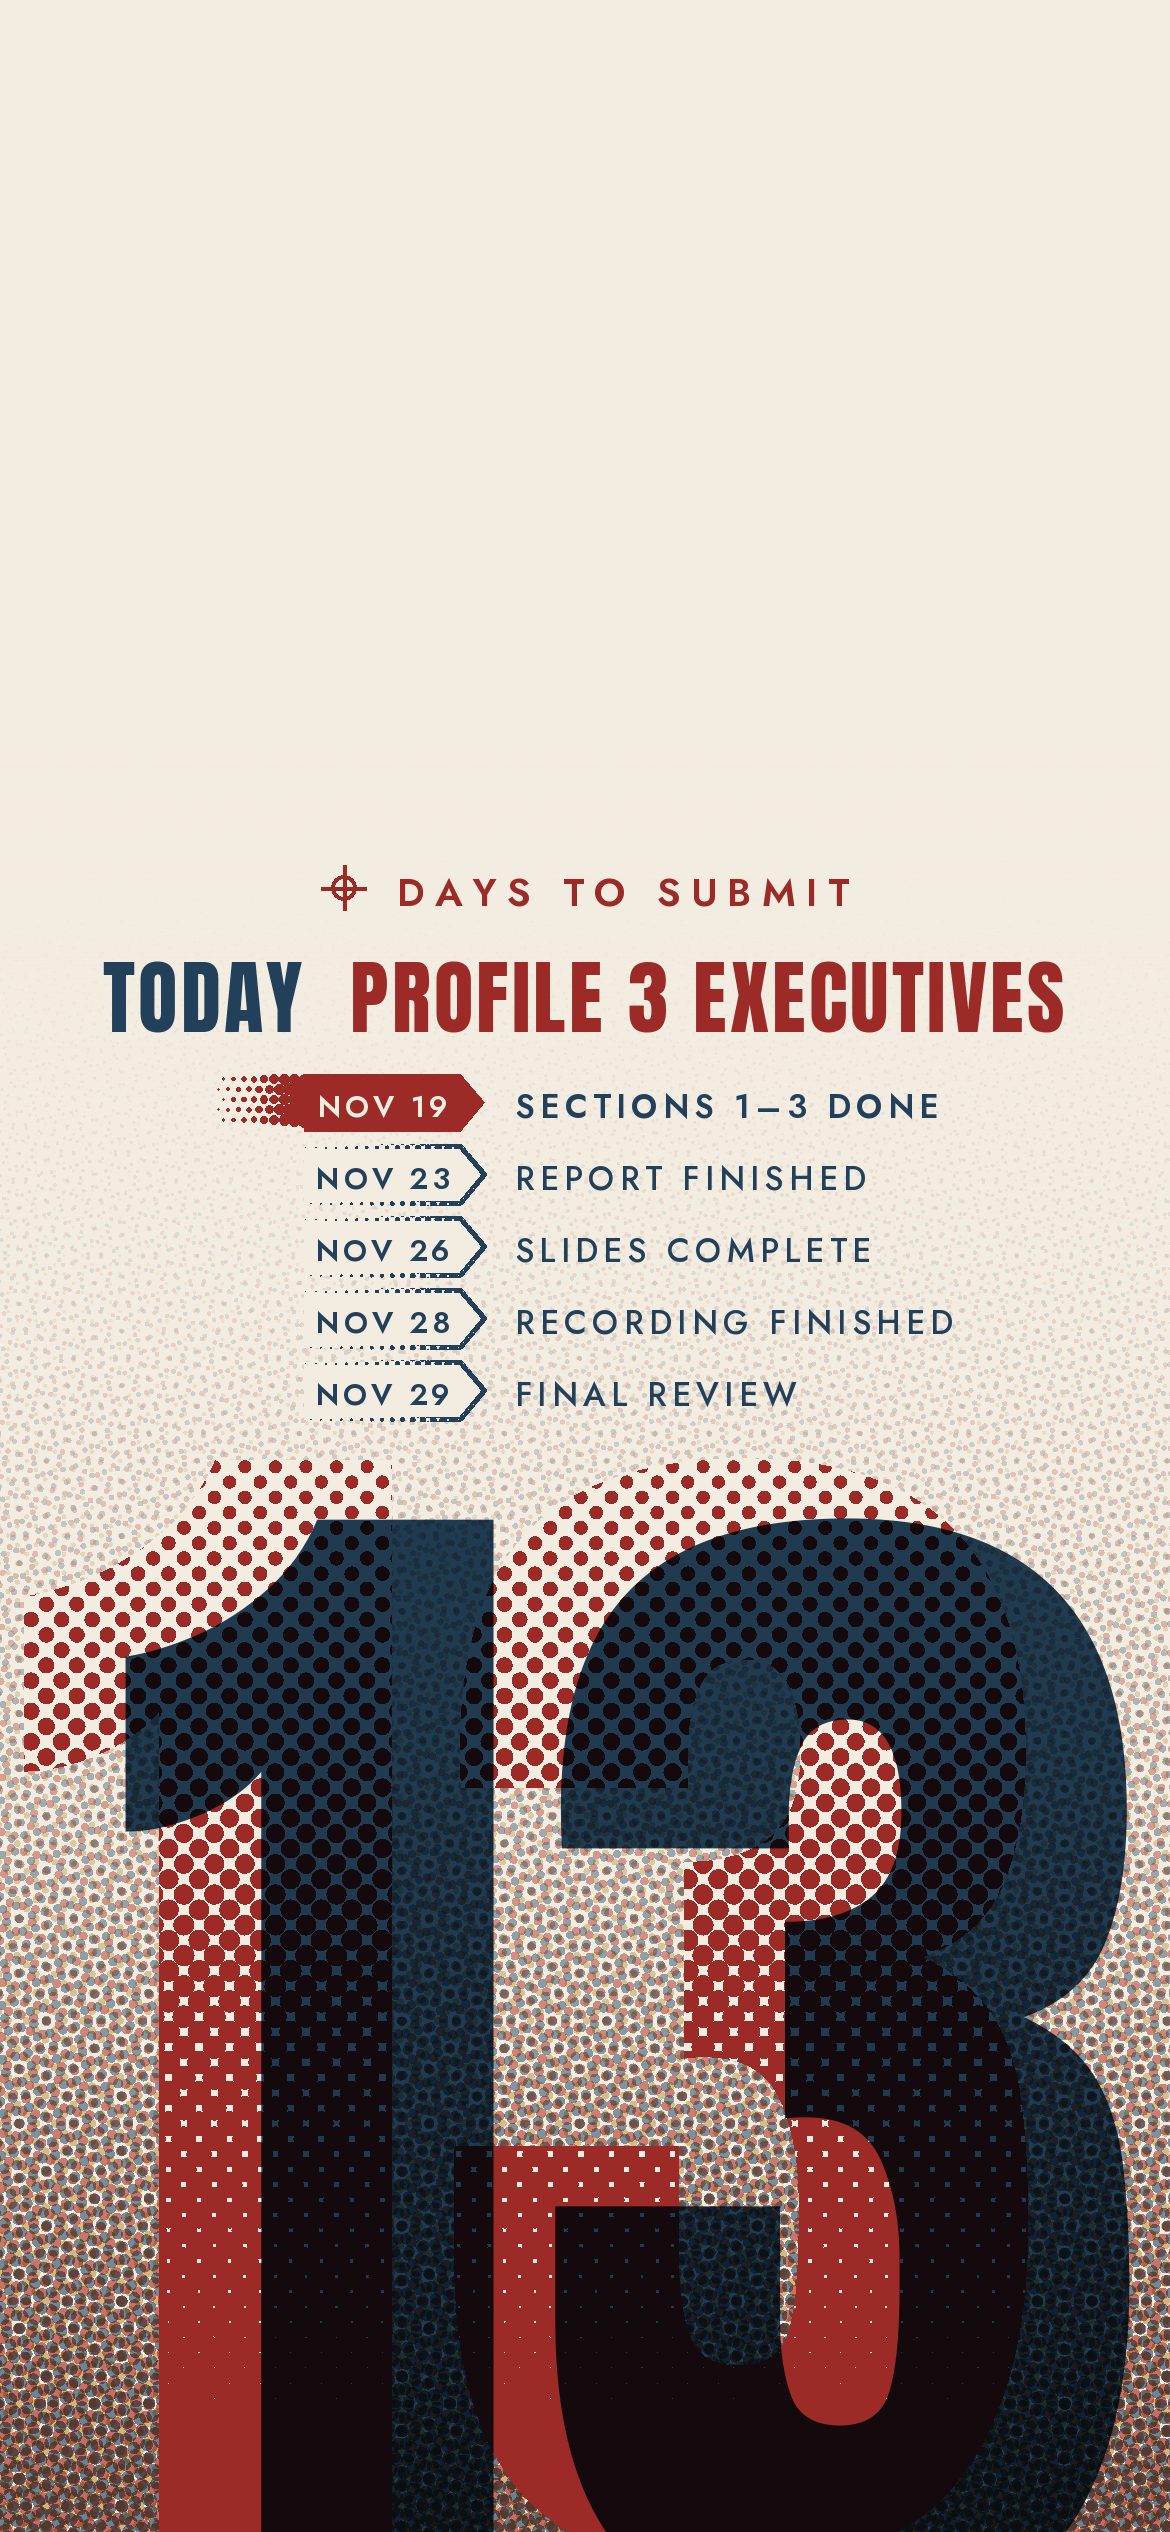 DAYS TO SUBMIT
TODAY PROFILE 3 EXECUTIVES
NOV 19 SECTIONS 1–3 DONE
NOV 23 REPORT FINISHED
NOV 26 SLIDES COMPLETE
NOV 28 RECORDING FINISHED
NOV 29 FINAL REVIEW
13